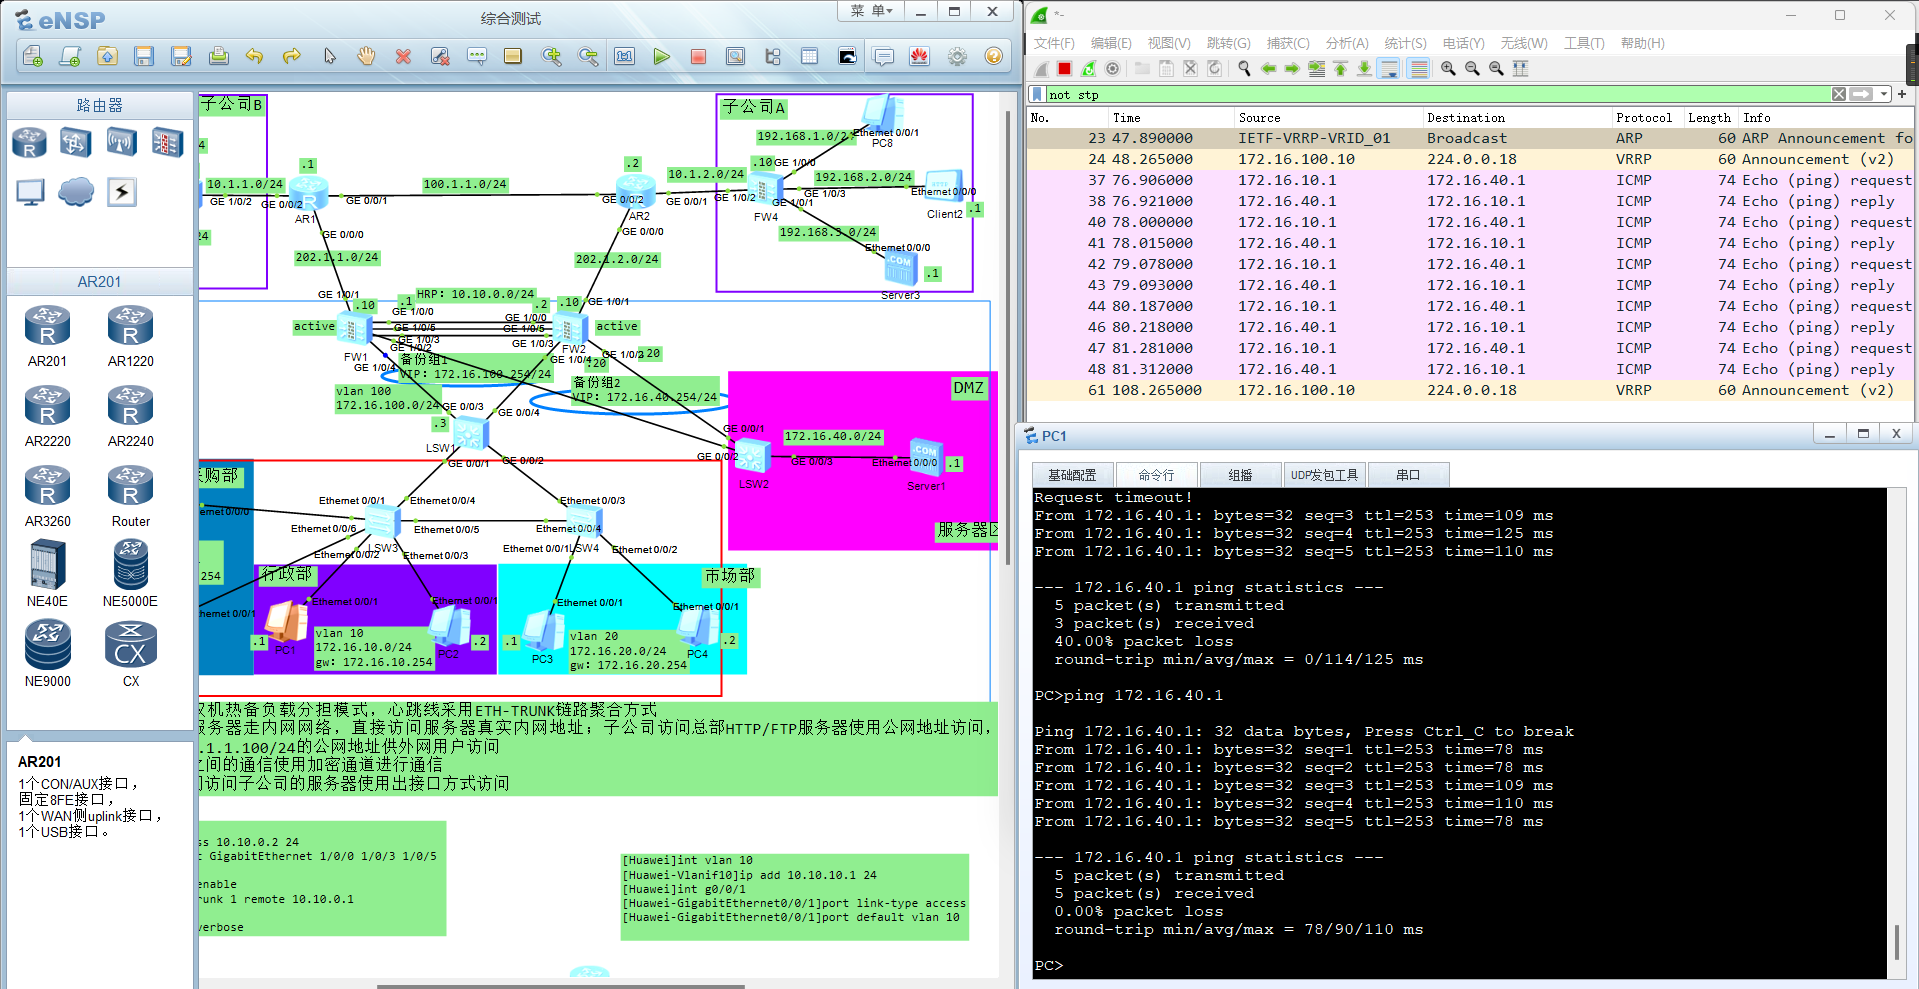 eNSP
综合测试
菜 单
路由器
AR201
AR201
AR1220
AR2220
AR2240
AR3260
Router
NE40E
NE5000E
NE9000
CX
AR201
1个CON/AUX接口，
固定8FE接口，
1个WAN侧uplink接口，
1个USB接口。
子公司B
4
10.1.1.0/24
GE 1/0/2
GE 0/0/2
24
.1
AR1
GE 0/0/1
100.1.1.0/24
GE 0/0/0
202.1.1.0/24
GE 1/0/1
.2
GE 0/0/2
AR2
GE 0/0/1
GE 0/0/0
202.1.2.0/24
10.1.2.0/24
GE 1/0/2
子公司A
192.168.1.0/24
Ethernet 0/0/1
PC8
.10
GE 1/0/0
192.168.2.0/24
GE 1/0/3
Ethernet 0/0/0
FW4
GE 1/0/1
Client2
.1
192.168.3.0/24
Ethernet 0/0/0
.1
Server3
HRP：10.10.0.0/24
.10
.1
GE 1/0/0
.2
.10
GE 1/0/1
active
GE 1/0/5
GE 1/0/0
GE 1/0/5
active
GE 1/0/3
GE 1/0/2
GE 1/0/3
FW1
FW2
GE 1/0/4
GE 1/0/4
GE 1/0/2
.20
.20
备份组1
VIP：172.16.100.254/24
备份组2
VIP：172.16.40.254/24
vlan 100
172.16.100.0/24
GE 0/0/3
GE 0/0/4
.3
LSW1
GE 0/0/1
GE 0/0/2
DMZ
GE 0/0/1
GE 0/0/2
172.16.40.0/24
GE 0/0/3
Ethernet 0/0/0
.1
LSW2
Server1
服务器区
采购部
Ethernet 0/0/1
Ethernet 0/0/4
Ethernet 0/0/6
Ethernet 0/0/5
LSW3
Ethernet 0/0/2
Ethernet 0/0/3
Ethernet 0/0/3
Ethernet 0/0/4
Ethernet 0/0/1
LSW4
Ethernet 0/0/2
ernet 0/0/0
254
hernet 0/0/1
行政部
Ethernet 0/0/1
Ethernet 0/0/1
.1
PC1
vlan 10
172.16.10.0/24
gw：172.16.10.254
PC2
.2
市场部
Ethernet 0/0/1
Ethernet 0/0/1
.1
PC3
vlan 20
172.16.20.0/24
gw：172.16.20.254
PC4
.2
双机热备负载分担模式，心跳线采用ETH-TRUNK链路聚合方式
服务器走内网网络，直接访问服务器真实内网地址；子公司访问总部HTTP/FTP服务器使用公网地址访问，
.1.1.100/24的公网地址供外网用户访问
之间的通信使用加密通道进行通信
司访问子公司的服务器使用出接口方式访问
ss 10.10.0.2 24
t GigabitEthernet 1/0/0 1/0/3 1/0/5
enable
runk 1 remote 10.10.0.1
verbose
[Huawei]int vlan 10
[Huawei-Vlanif10]ip add 10.10.10.1 24
[Huawei]int g0/0/1
[Huawei-GigabitEthernet0/0/1]port link-type access
[Huawei-GigabitEthernet0/0/1]port default vlan 10
*-
文件(F) 编辑(E) 视图(V) 跳转(G) 捕获(C) 分析(A) 统计(S) 电话(Y) 无线(W) 工具(T) 帮助(H)
not stp
No. Time Source Destination Protocol Length Info
23 47.890000 IETF-VRRP-VRID_01 Broadcast ARP 60 ARP Announcement fo
24 48.265000 172.16.100.10 224.0.0.18 VRRP 60 Announcement (v2)
37 76.906000 172.16.10.1 172.16.40.1 ICMP 74 Echo (ping) request
38 76.921000 172.16.40.1 172.16.10.1 ICMP 74 Echo (ping) reply
40 78.000000 172.16.10.1 172.16.40.1 ICMP 74 Echo (ping) request
41 78.015000 172.16.40.1 172.16.10.1 ICMP 74 Echo (ping) reply
42 79.078000 172.16.10.1 172.16.40.1 ICMP 74 Echo (ping) request
43 79.093000 172.16.40.1 172.16.10.1 ICMP 74 Echo (ping) reply
44 80.187000 172.16.10.1 172.16.40.1 ICMP 74 Echo (ping) request
46 80.218000 172.16.40.1 172.16.10.1 ICMP 74 Echo (ping) reply
47 81.281000 172.16.10.1 172.16.40.1 ICMP 74 Echo (ping) request
48 81.312000 172.16.40.1 172.16.10.1 ICMP 74 Echo (ping) reply
61 108.265000 172.16.100.10 224.0.0.18 VRRP 60 Announcement (v2)
PC1
基础配置 命令行 组播 UDP发包工具 串口
Request timeout!
From 172.16.40.1: bytes=32 seq=3 ttl=253 time=109 ms
From 172.16.40.1: bytes=32 seq=4 ttl=253 time=125 ms
From 172.16.40.1: bytes=32 seq=5 ttl=253 time=110 ms
--- 172.16.40.1 ping statistics ---
5 packet(s) transmitted
3 packet(s) received
40.00% packet loss
round-trip min/avg/max = 0/114/125 ms
PC>ping 172.16.40.1
Ping 172.16.40.1: 32 data bytes, Press Ctrl_C to break
From 172.16.40.1: bytes=32 seq=1 ttl=253 time=78 ms
From 172.16.40.1: bytes=32 seq=2 ttl=253 time=78 ms
From 172.16.40.1: bytes=32 seq=3 ttl=253 time=109 ms
From 172.16.40.1: bytes=32 seq=4 ttl=253 time=110 ms
From 172.16.40.1: bytes=32 seq=5 ttl=253 time=78 ms
--- 172.16.40.1 ping statistics ---
5 packet(s) transmitted
5 packet(s) received
0.00% packet loss
round-trip min/avg/max = 78/90/110 ms
PC>